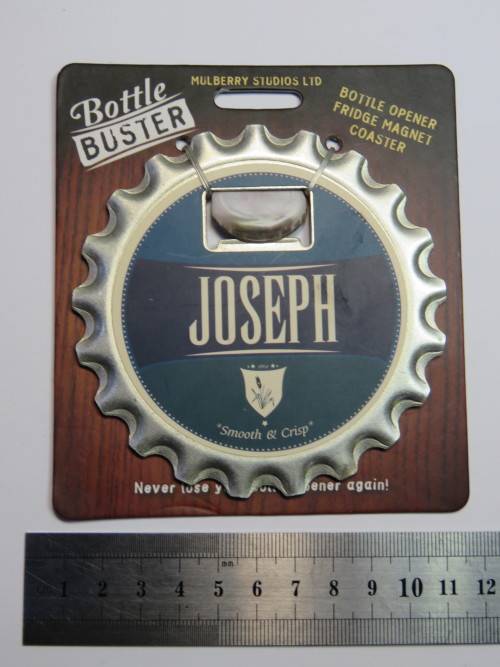 MULBERRY STUDIOS LTD
Bottle
BUSTER
BOTTLE OPENER
FRIDGE MAGNET
COASTER
JOSEPH
"Smooth & Crisp"
Never lose again!
mm
1 2 3 4 5 6 7 8 9 10 11 12